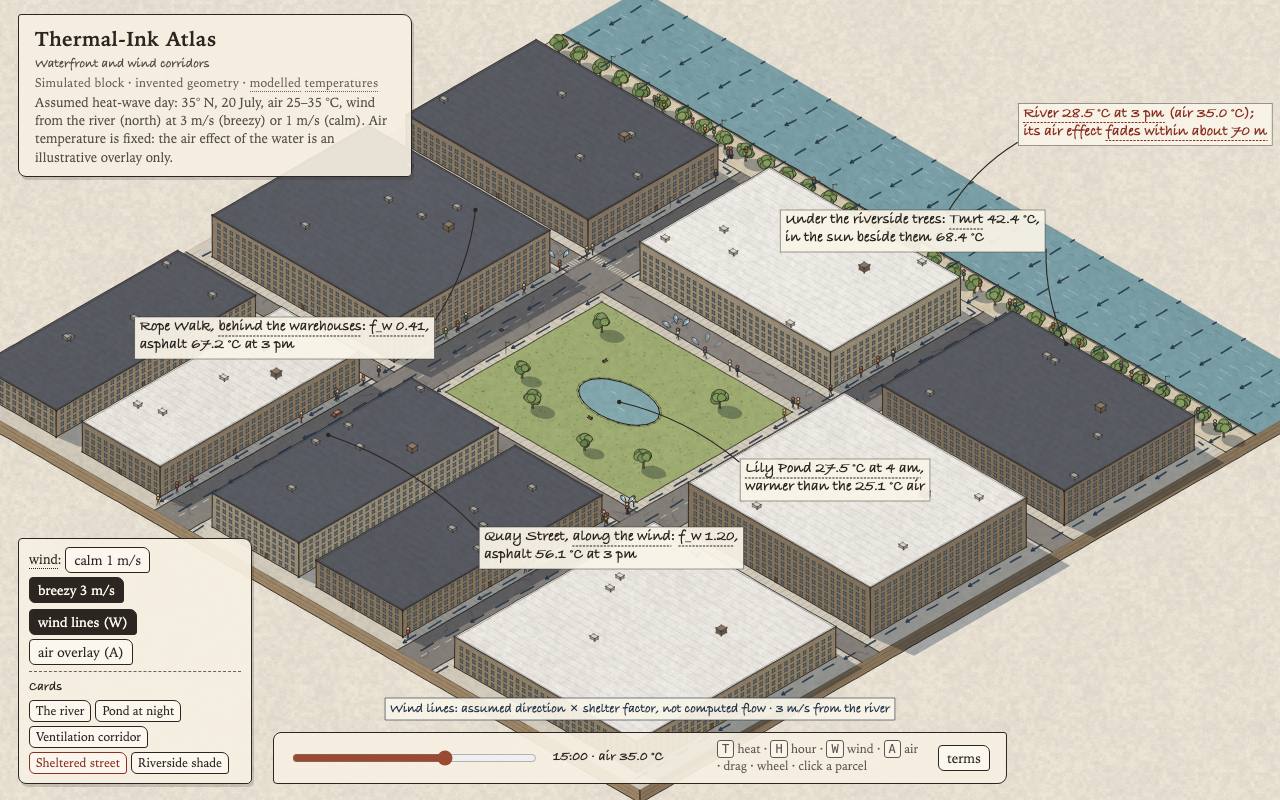 Thermal-Ink Atlas
Waterfront and wind corridors
Simulated block · invented geometry · modelled temperatures
Assumed heat-wave day: 35° N, 20 July, air 25–35 °C, wind
from the river (north) at 3 m/s (breezy) or 1 m/s (calm). Air
temperature is fixed: the air effect of the water is an
illustrative overlay only.
River 28.5 °C at 3 pm (air 35.0 °C);
its air effect fades within about 70 m
Under the riverside trees: Tmrt 42.4 °C,
in the sun beside them 68.4 °C
Rope Walk, behind the warehouses: f_w 0.41,
asphalt 67.2 °C at 3 pm
Lily Pond 27.5 °C at 4 am,
warmer than the 25.1 °C air
Quay Street, along the wind: f_w 1.20,
asphalt 56.1 °C at 3 pm
wind: calm 1 m/s
breezy 3 m/s
wind lines (W)
air overlay (A)
Cards
The river Pond at night
Ventilation corridor
Sheltered street Riverside shade
Wind lines: assumed direction × shelter factor, not computed flow · 3 m/s from the river
15:00 · air 35.0 °C
T heat · H hour · W wind · A air
· drag · wheel · click a parcel
terms